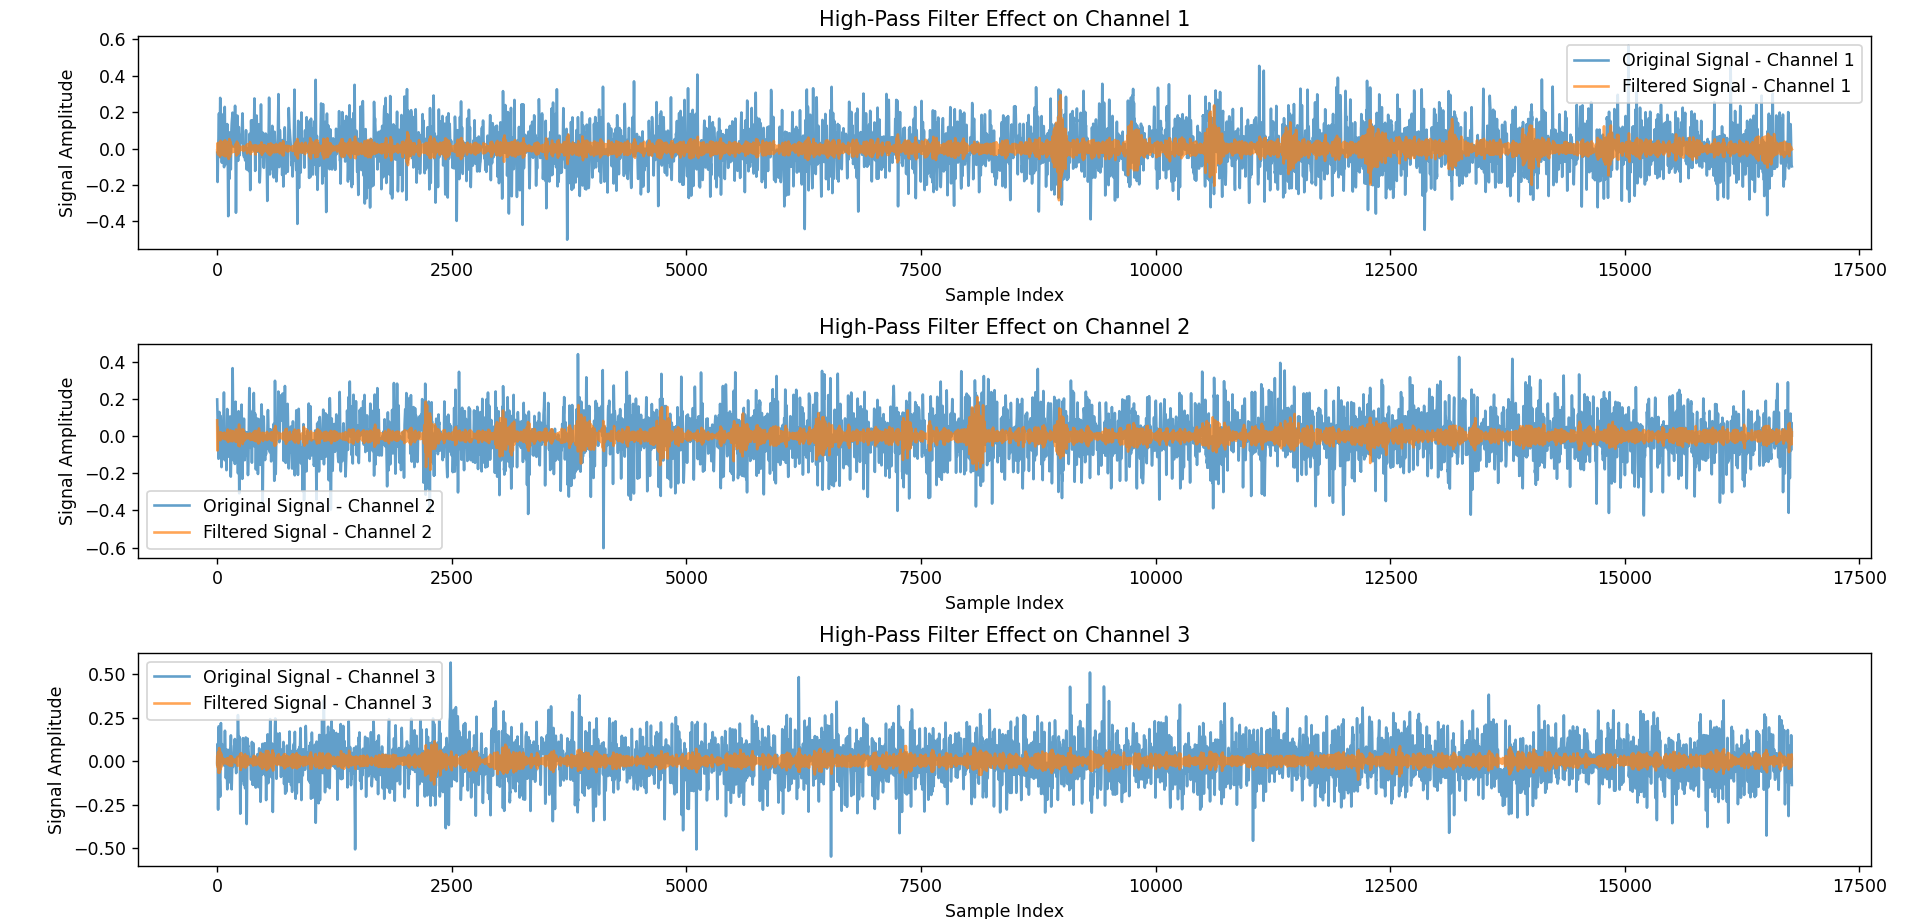 High-Pass Filter Effect on Channel 1
Signal Amplitude
0.6
0.4
0.2
0.0
−0.2
−0.4
Original Signal - Channel 1
Filtered Signal - Channel 1
0 2500 5000 7500 10000 12500 15000 17500
Sample Index
High-Pass Filter Effect on Channel 2
Signal Amplitude
0.4
0.2
0.0
−0.2
−0.4
−0.6
Original Signal - Channel 2
Filtered Signal - Channel 2
0 2500 5000 7500 10000 12500 15000 17500
Sample Index
High-Pass Filter Effect on Channel 3
Signal Amplitude
0.50
0.25
0.00
−0.25
−0.50
Original Signal - Channel 3
Filtered Signal - Channel 3
0 2500 5000 7500 10000 12500 15000 17500
Sample Index